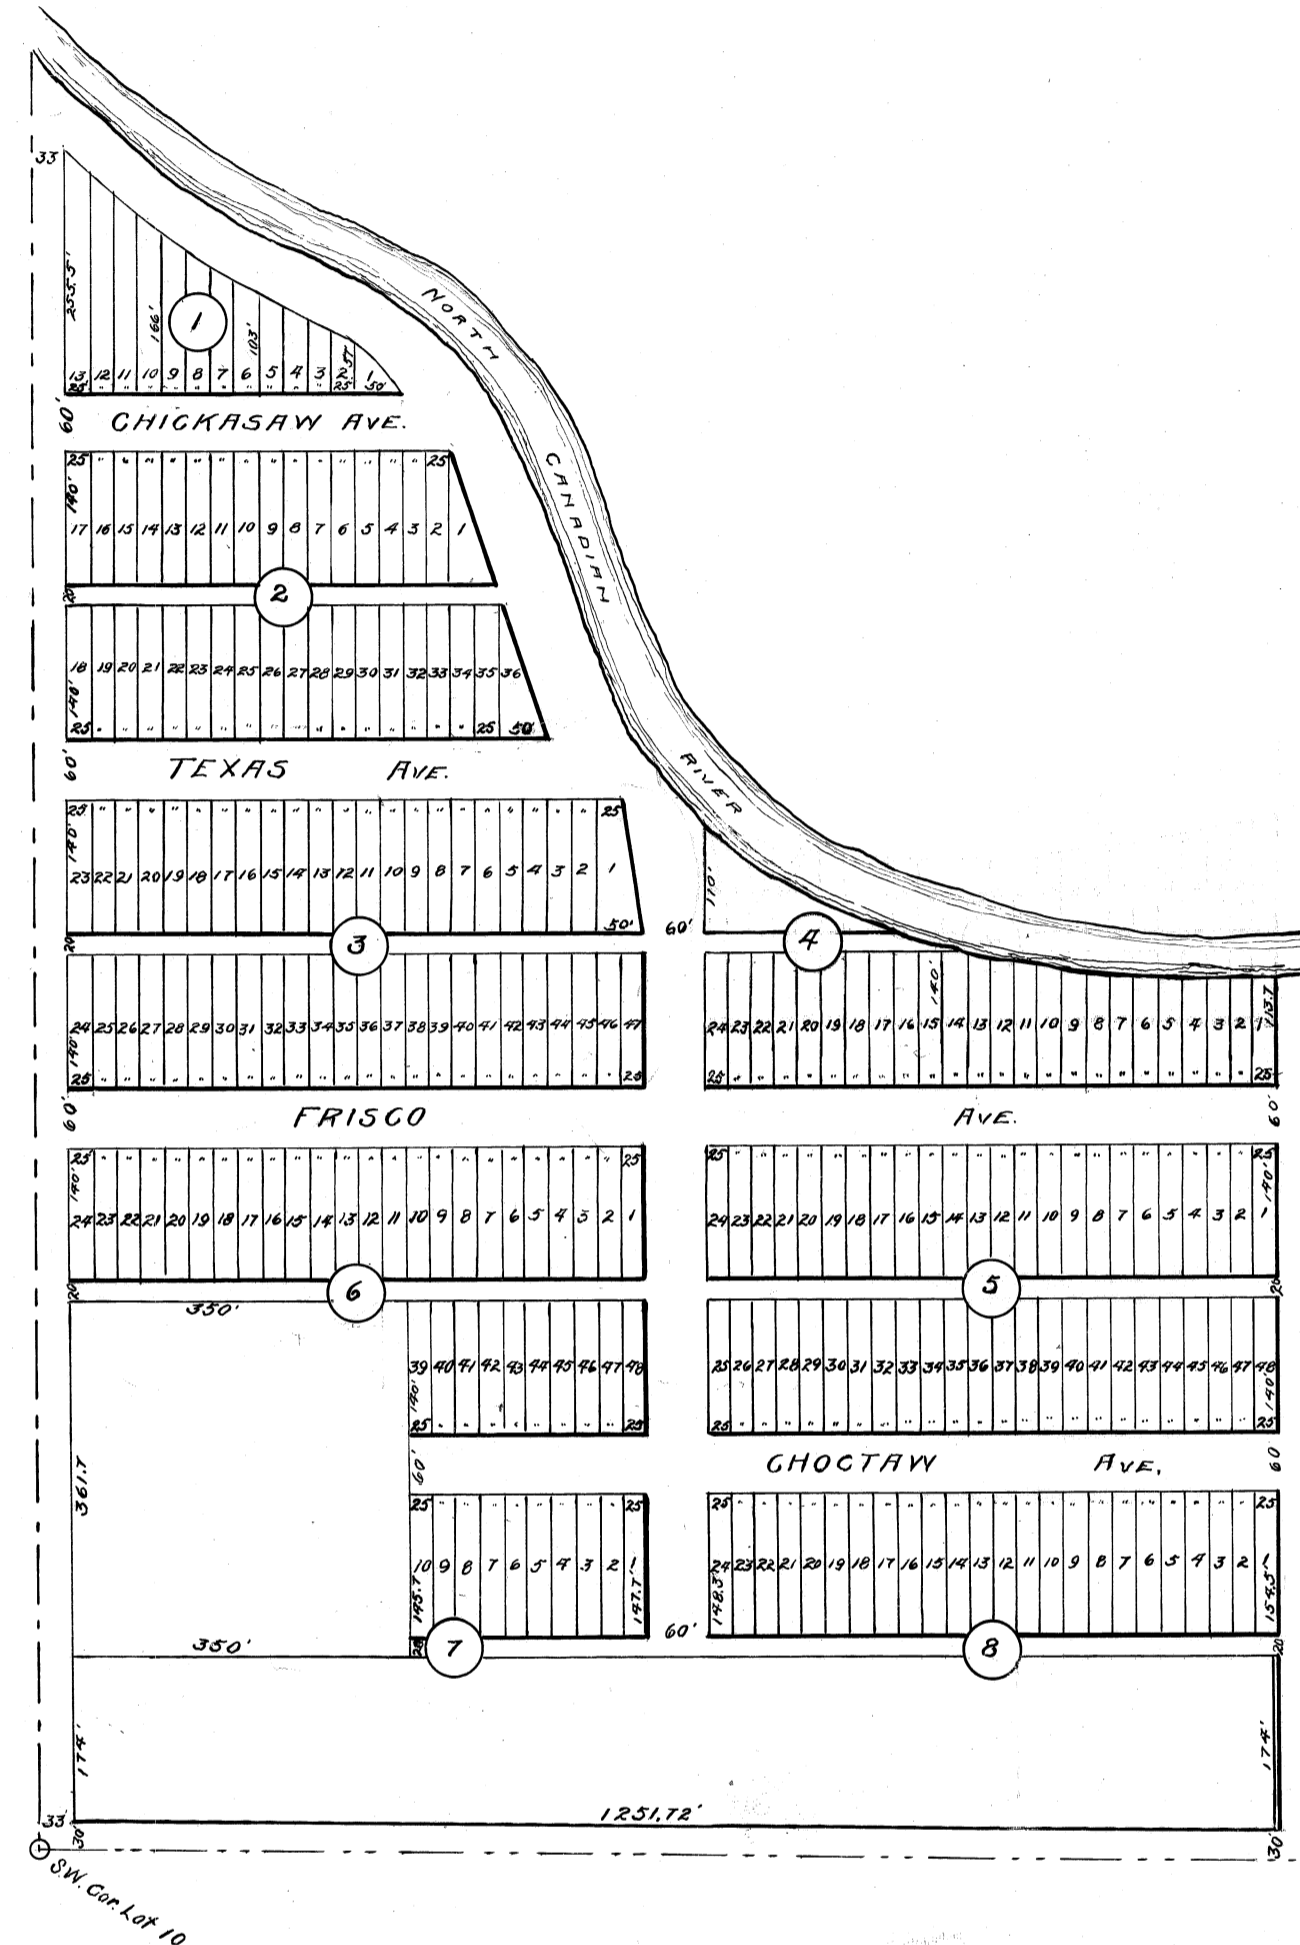 33
255.5'
166'
1
103'
57
13 12 11 10 9 8 7 6 5 4 3 2 1
25 " " " " " " " " " " 25' 50'
60'
CHICKASAW AVE.
NORTH
CANADIAN
RIVER
25 " " " " " " " " " " " " " " 25
140'
17 16 15 14 13 12 11 10 9 8 7 6 5 4 3 2 1
20'
2
18 19 20 21 22 23 24 25 26 27 28 29 30 31 32 33 34 35 36
140'
25 " " " " " " " " " " " " " " " " 25 50'
60'
TEXAS AVE.
25 " " " " " " " " " " " " " " " " " " " " " 25
140'
23 22 21 20 19 18 17 16 15 14 13 12 11 10 9 8 7 6 5 4 3 2 1
50'
60'
110'
20
3
4
24 25 26 27 28 29 30 31 32 33 34 35 36 37 38 39 40 41 42 43 44 45 46 47
140'
25 " " " " " " " " " " " " " " " " " " " " " " 25
140'
24 23 22 21 20 19 18 17 16 15 14 13 12 11 10 9 8 7 6 5 4 3 2 1
113.7
25 " " " " " " " " " " " " " " " " " " " " " " 25
60'
FRISCO AVE.
60'
25 " " " " " " " " " " " " " " " " " " " " " " 25
140'
24 23 22 21 20 19 18 17 16 15 14 13 12 11 10 9 8 7 6 5 4 3 2 1
25 " " " " " " " " " " " " " " " " " " " " " " 25
140'
24 23 22 21 20 19 18 17 16 15 14 13 12 11 10 9 8 7 6 5 4 3 2 1
20
6
5
20
350'
39 40 41 42 43 44 45 46 47 48
140'
25 " " " " " " " " 25
25 26 27 28 29 30 31 32 33 34 35 36 37 38 39 40 41 42 43 44 45 46 47 48
140'
25 " " " " " " " " " " " " " " " " " " " " " " 25
361.7
60'
CHOCTAW AVE.
60
25 " " " " " " " " 25
10 9 8 7 6 5 4 3 2 1
145.7
147.7'
25 " " " " " " " " " " " " " " " " " " " " " " 25
24 23 22 21 20 19 18 17 16 15 14 13 12 11 10 9 8 7 6 5 4 3 2 1
148.3'
154.5'
60'
350'
20
7
8
20
174'
174'
1251.72'
33
30'
30'
S.W. Cor. Lot 10